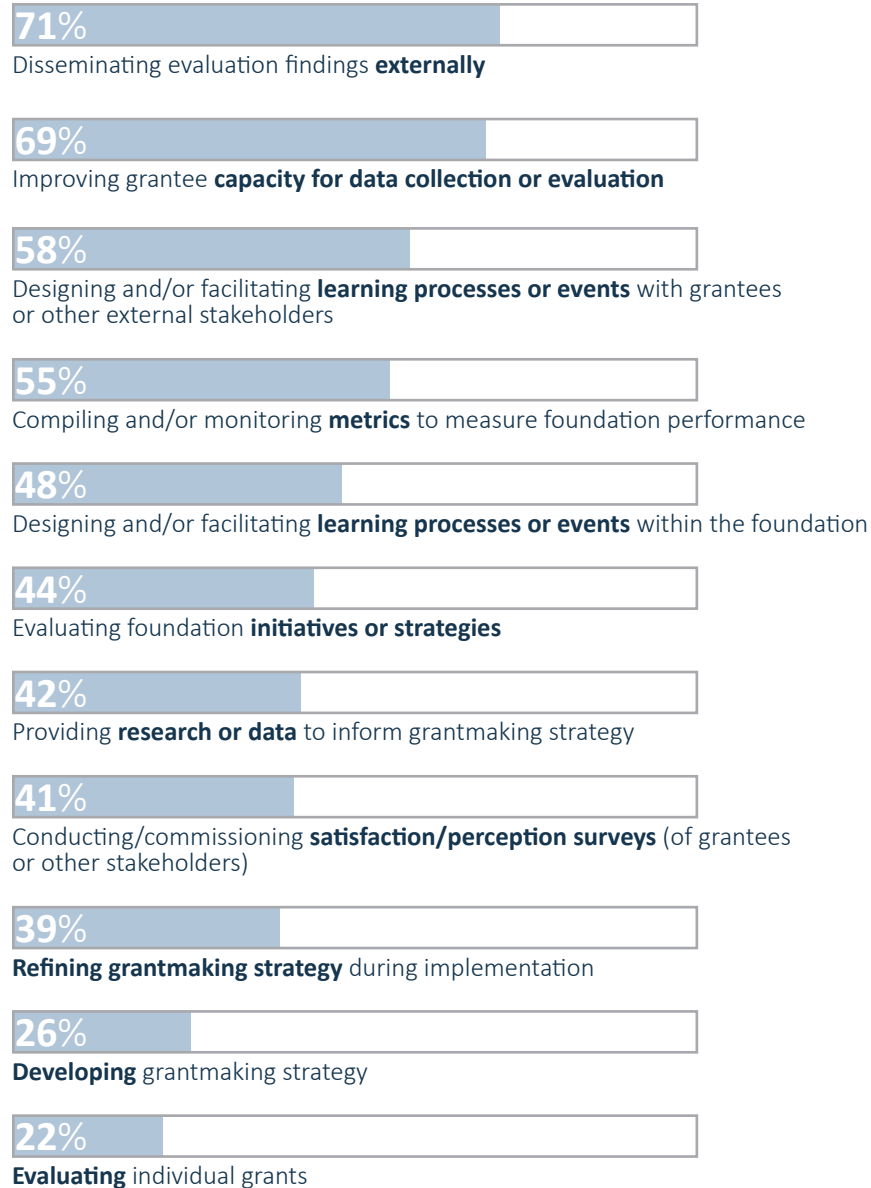 71%
Disseminating evaluation findings externally
69%
Improving grantee capacity for data collection or evaluation
58%
Designing and/or facilitating learning processes or events with grantees
or other external stakeholders
55%
Compiling and/or monitoring metrics to measure foundation performance
48%
Designing and/or facilitating learning processes or events within the foundation
44%
Evaluating foundation initiatives or strategies
42%
Providing research or data to inform grantmaking strategy
41%
Conducting/commissioning satisfaction/perception surveys (of grantees
or other stakeholders)
39%
Refining grantmaking strategy during implementation
26%
Developing grantmaking strategy
22%
Evaluating individual grants